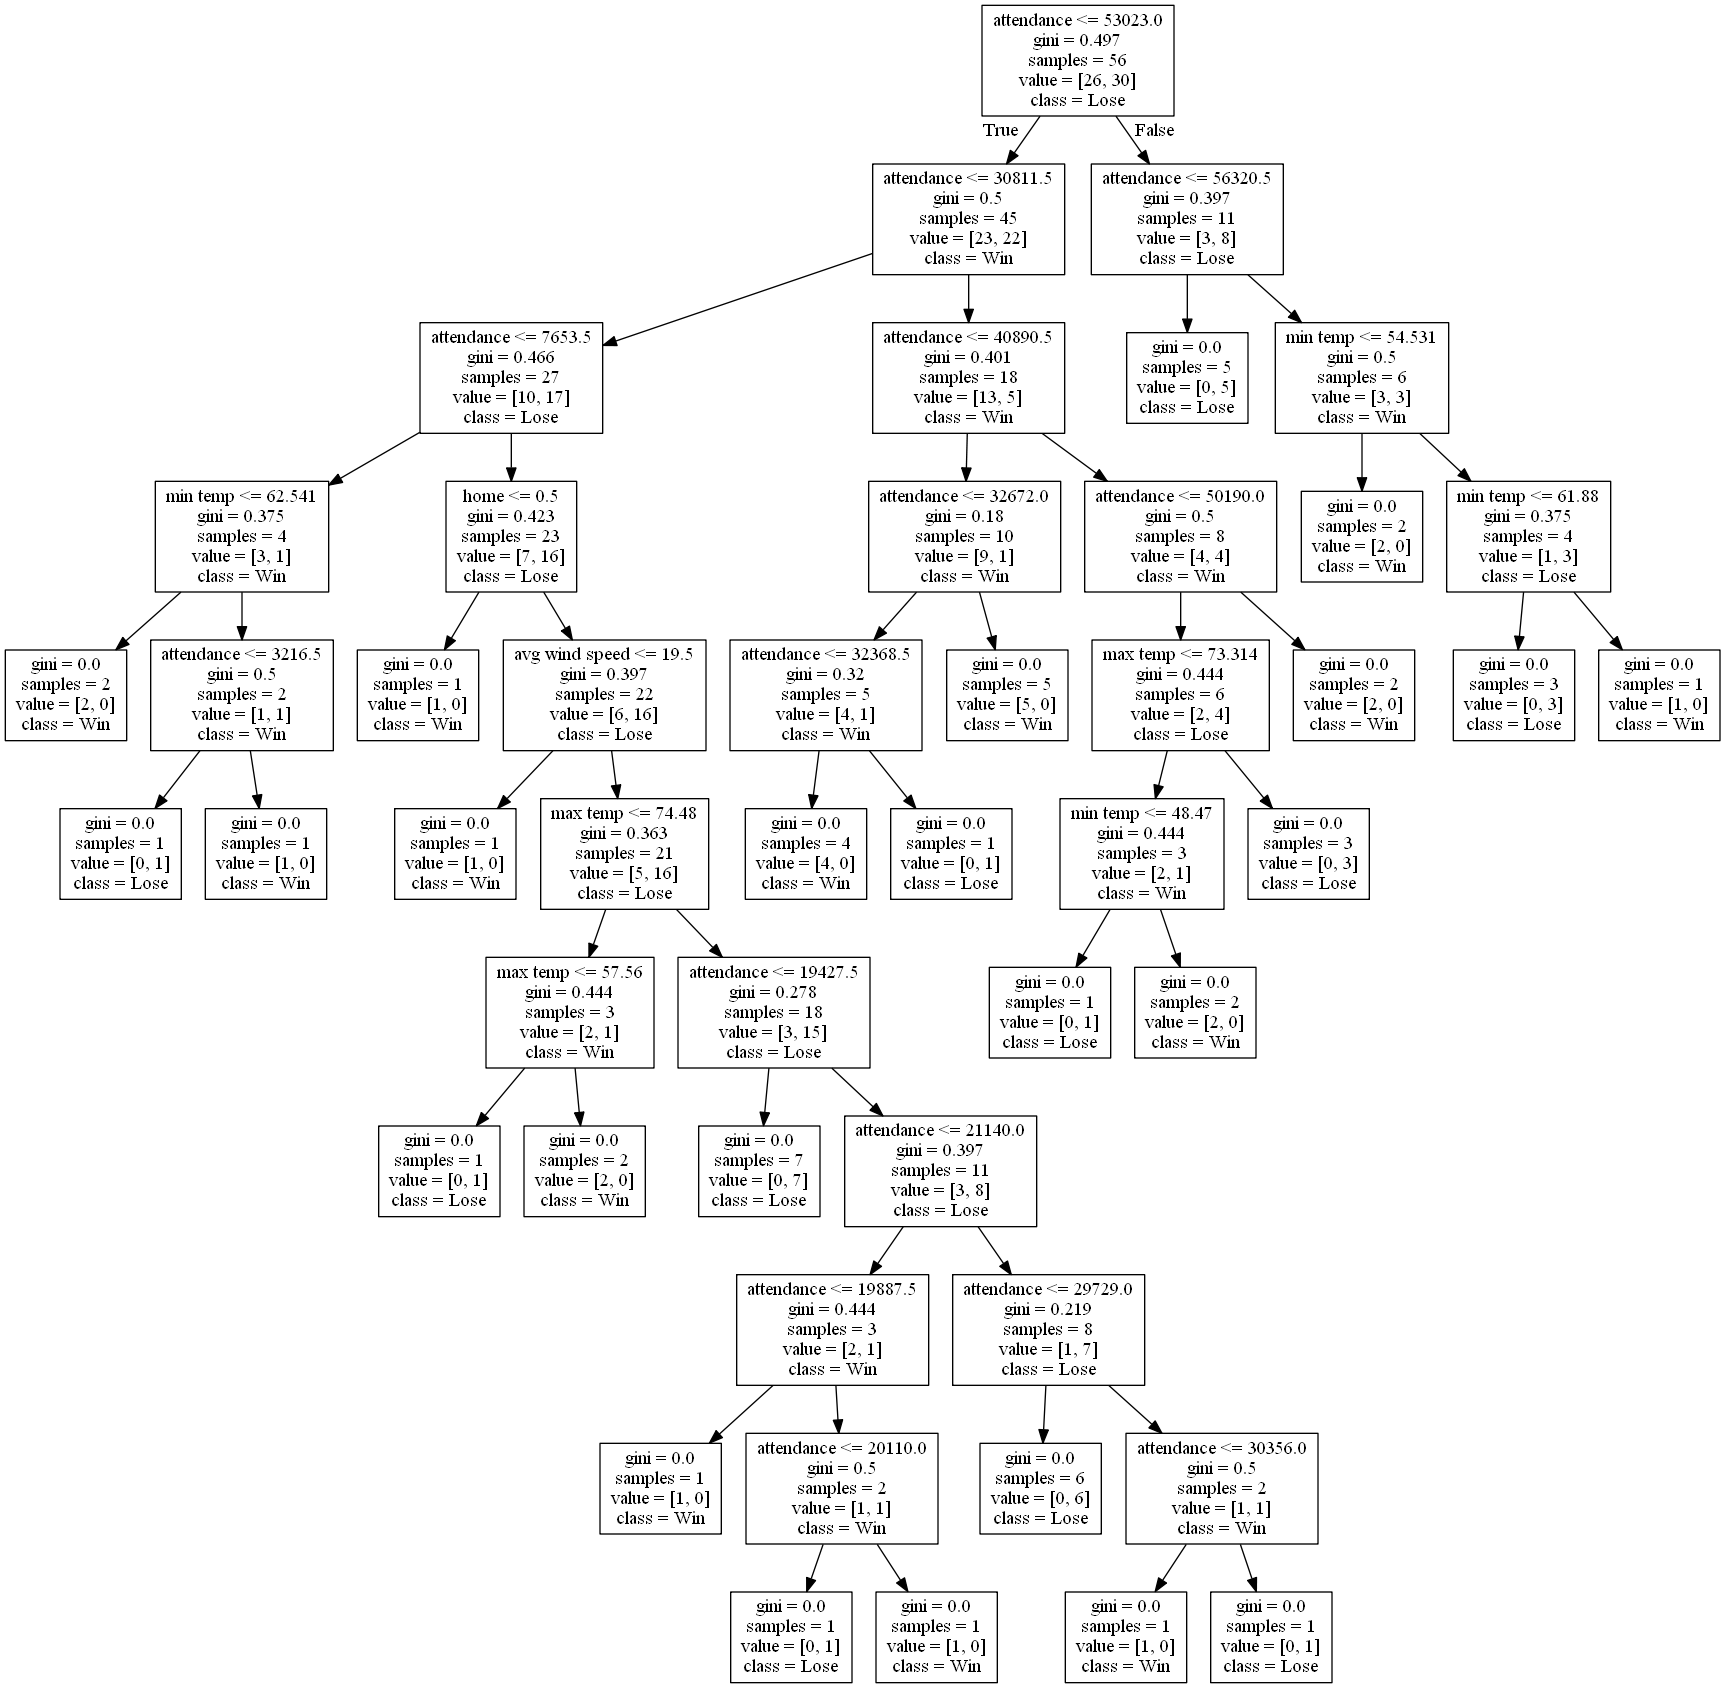 attendance <= 53023.0
gini = 0.497
samples = 56
value = [26, 30]
class = Lose
True
False
attendance <= 30811.5
gini = 0.5
samples = 45
value = [23, 22]
class = Win
attendance <= 56320.5
gini = 0.397
samples = 11
value = [3, 8]
class = Lose
attendance <= 7653.5
gini = 0.466
samples = 27
value = [10, 17]
class = Lose
attendance <= 40890.5
gini = 0.401
samples = 18
value = [13, 5]
class = Win
gini = 0.0
samples = 5
value = [0, 5]
class = Lose
min temp <= 54.531
gini = 0.5
samples = 6
value = [3, 3]
class = Win
min temp <= 62.541
gini = 0.375
samples = 4
value = [3, 1]
class = Win
home <= 0.5
gini = 0.423
samples = 23
value = [7, 16]
class = Lose
attendance <= 32672.0
gini = 0.18
samples = 10
value = [9, 1]
class = Win
attendance <= 50190.0
gini = 0.5
samples = 8
value = [4, 4]
class = Win
gini = 0.0
samples = 2
value = [2, 0]
class = Win
min temp <= 61.88
gini = 0.375
samples = 4
value = [1, 3]
class = Lose
gini = 0.0
samples = 2
value = [2, 0]
class = Win
attendance <= 3216.5
gini = 0.5
samples = 2
value = [1, 1]
class = Win
gini = 0.0
samples = 1
value = [1, 0]
class = Win
avg wind speed <= 19.5
gini = 0.397
samples = 22
value = [6, 16]
class = Lose
attendance <= 32368.5
gini = 0.32
samples = 5
value = [4, 1]
class = Win
gini = 0.0
samples = 5
value = [5, 0]
class = Win
max temp <= 73.314
gini = 0.444
samples = 6
value = [2, 4]
class = Lose
gini = 0.0
samples = 2
value = [2, 0]
class = Win
gini = 0.0
samples = 3
value = [0, 3]
class = Lose
gini = 0.0
samples = 1
value = [1, 0]
class = Win
gini = 0.0
samples = 1
value = [0, 1]
class = Lose
gini = 0.0
samples = 1
value = [1, 0]
class = Win
gini = 0.0
samples = 1
value = [1, 0]
class = Win
max temp <= 74.48
gini = 0.363
samples = 21
value = [5, 16]
class = Lose
gini = 0.0
samples = 4
value = [4, 0]
class = Win
gini = 0.0
samples = 1
value = [0, 1]
class = Lose
min temp <= 48.47
gini = 0.444
samples = 3
value = [2, 1]
class = Win
gini = 0.0
samples = 3
value = [0, 3]
class = Lose
max temp <= 57.56
gini = 0.444
samples = 3
value = [2, 1]
class = Win
attendance <= 19427.5
gini = 0.278
samples = 18
value = [3, 15]
class = Lose
gini = 0.0
samples = 1
value = [0, 1]
class = Lose
gini = 0.0
samples = 2
value = [2, 0]
class = Win
gini = 0.0
samples = 1
value = [0, 1]
class = Lose
gini = 0.0
samples = 2
value = [2, 0]
class = Win
gini = 0.0
samples = 7
value = [0, 7]
class = Lose
attendance <= 21140.0
gini = 0.397
samples = 11
value = [3, 8]
class = Lose
attendance <= 19887.5
gini = 0.444
samples = 3
value = [2, 1]
class = Win
attendance <= 29729.0
gini = 0.219
samples = 8
value = [1, 7]
class = Lose
gini = 0.0
samples = 1
value = [1, 0]
class = Win
attendance <= 20110.0
gini = 0.5
samples = 2
value = [1, 1]
class = Win
gini = 0.0
samples = 6
value = [0, 6]
class = Lose
attendance <= 30356.0
gini = 0.5
samples = 2
value = [1, 1]
class = Win
gini = 0.0
samples = 1
value = [0, 1]
class = Lose
gini = 0.0
samples = 1
value = [1, 0]
class = Win
gini = 0.0
samples = 1
value = [1, 0]
class = Win
gini = 0.0
samples = 1
value = [0, 1]
class = Lose